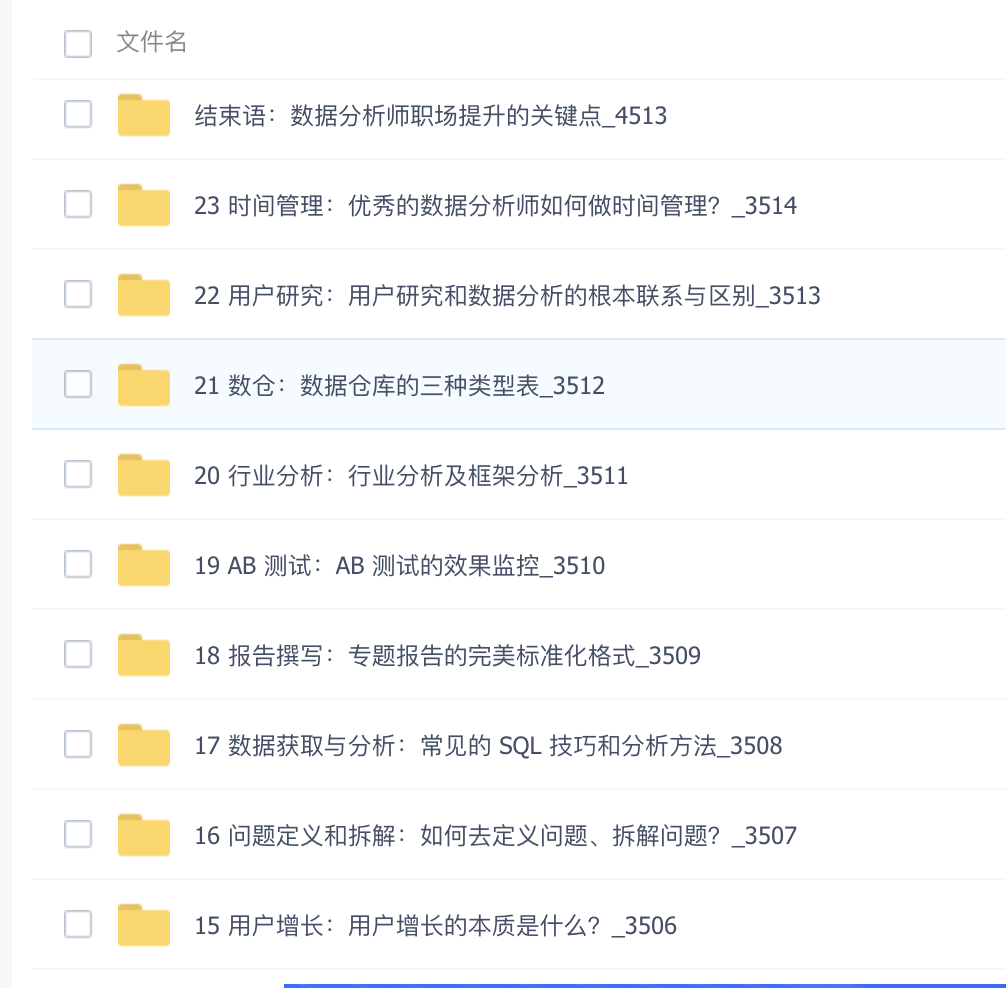 文件名
结束语：数据分析师职场提升的关键点_4513
23 时间管理：优秀的数据分析师如何做时间管理？_3514
22 用户研究：用户研究和数据分析的根本联系与区别_3513
21 数仓：数据仓库的三种类型表_3512
20 行业分析：行业分析及框架分析_3511
19 AB 测试：AB 测试的效果监控_3510
18 报告撰写：专题报告的完美标准化格式_3509
17 数据获取与分析：常见的 SQL 技巧和分析方法_3508
16 问题定义和拆解：如何去定义问题、拆解问题？_3507
15 用户增长：用户增长的本质是什么？_3506